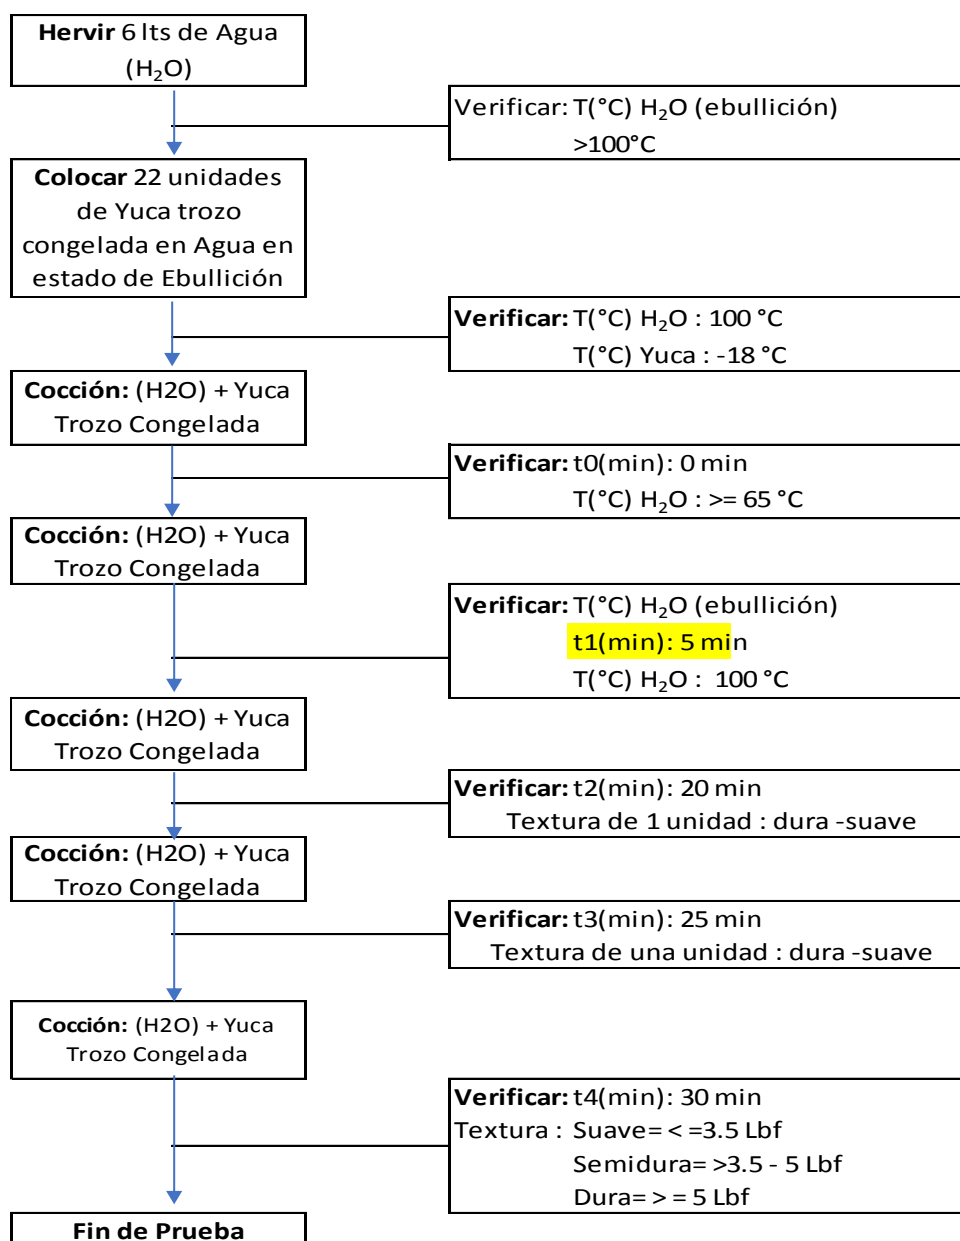 Hervir 6 lts de Agua
(H₂O)
Verificar: T(°C) H₂O (ebullición)
>100°C
Colocar 22 unidades
de Yuca trozo
congelada en Agua en
estado de Ebullición
Verificar: T(°C) H₂O : 100 °C
T(°C) Yuca : -18 °C
Cocción: (H2O) + Yuca
Trozo Congelada
Verificar: t0(min): 0 min
T(°C) H₂O : >= 65 °C
Cocción: (H2O) + Yuca
Trozo Congelada
Verificar: T(°C) H₂O (ebullición)
t1(min): 5 min
T(°C) H₂O : 100 °C
Cocción: (H2O) + Yuca
Trozo Congelada
Verificar: t2(min): 20 min
Textura de 1 unidad : dura -suave
Cocción: (H2O) + Yuca
Trozo Congelada
Verificar: t3(min): 25 min
Textura de una unidad : dura -suave
Cocción: (H2O) + Yuca
Trozo Congelada
Verificar: t4(min): 30 min
Textura : Suave= < =3.5 Lbf
Semidura= >3.5 - 5 Lbf
Dura= > = 5 Lbf
Fin de Prueba